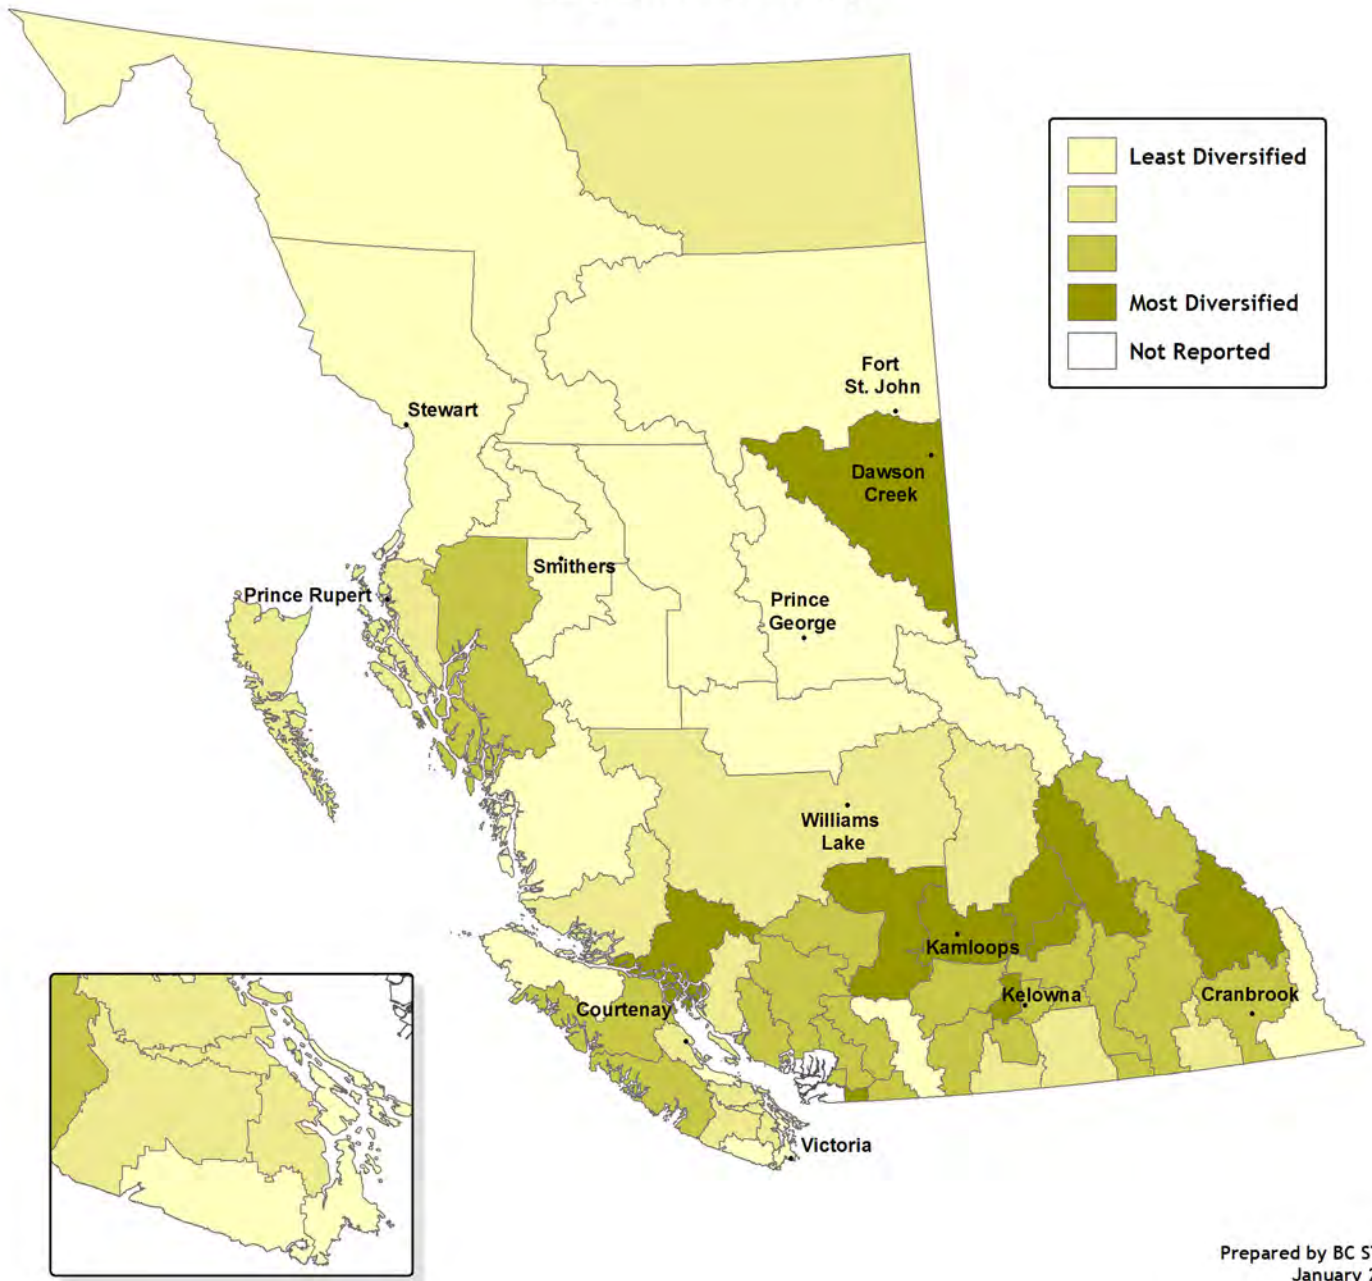 Least Diversified
Most Diversified
Not Reported
Fort
St. John
Stewart
Dawson
Creek
Smithers
Prince Rupert
Prince
George
Williams
Lake
Kamloops
Kelowna
Cranbrook
Courtenay
Victoria
Prepared by BC
January